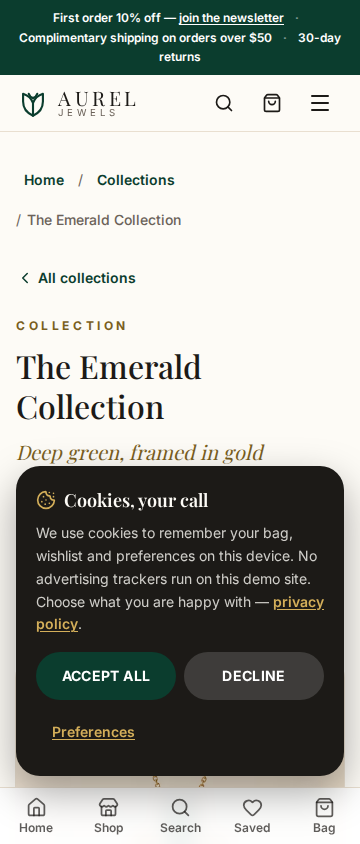 First order 10% off — join the newsletter ·
Complimentary shipping on orders over $50 · 30-day
returns
AUREL
JEWELS
Home / Collections
/ The Emerald Collection
All collections
COLLECTION
The Emerald
Collection
Deep green, framed in gold
Cookies, your call
We use cookies to remember your bag,
wishlist and preferences on this device. No
advertising trackers run on this demo site.
Choose what you are happy with — privacy
policy.
ACCEPT ALL DECLINE
Preferences
Home Shop Search Saved Bag